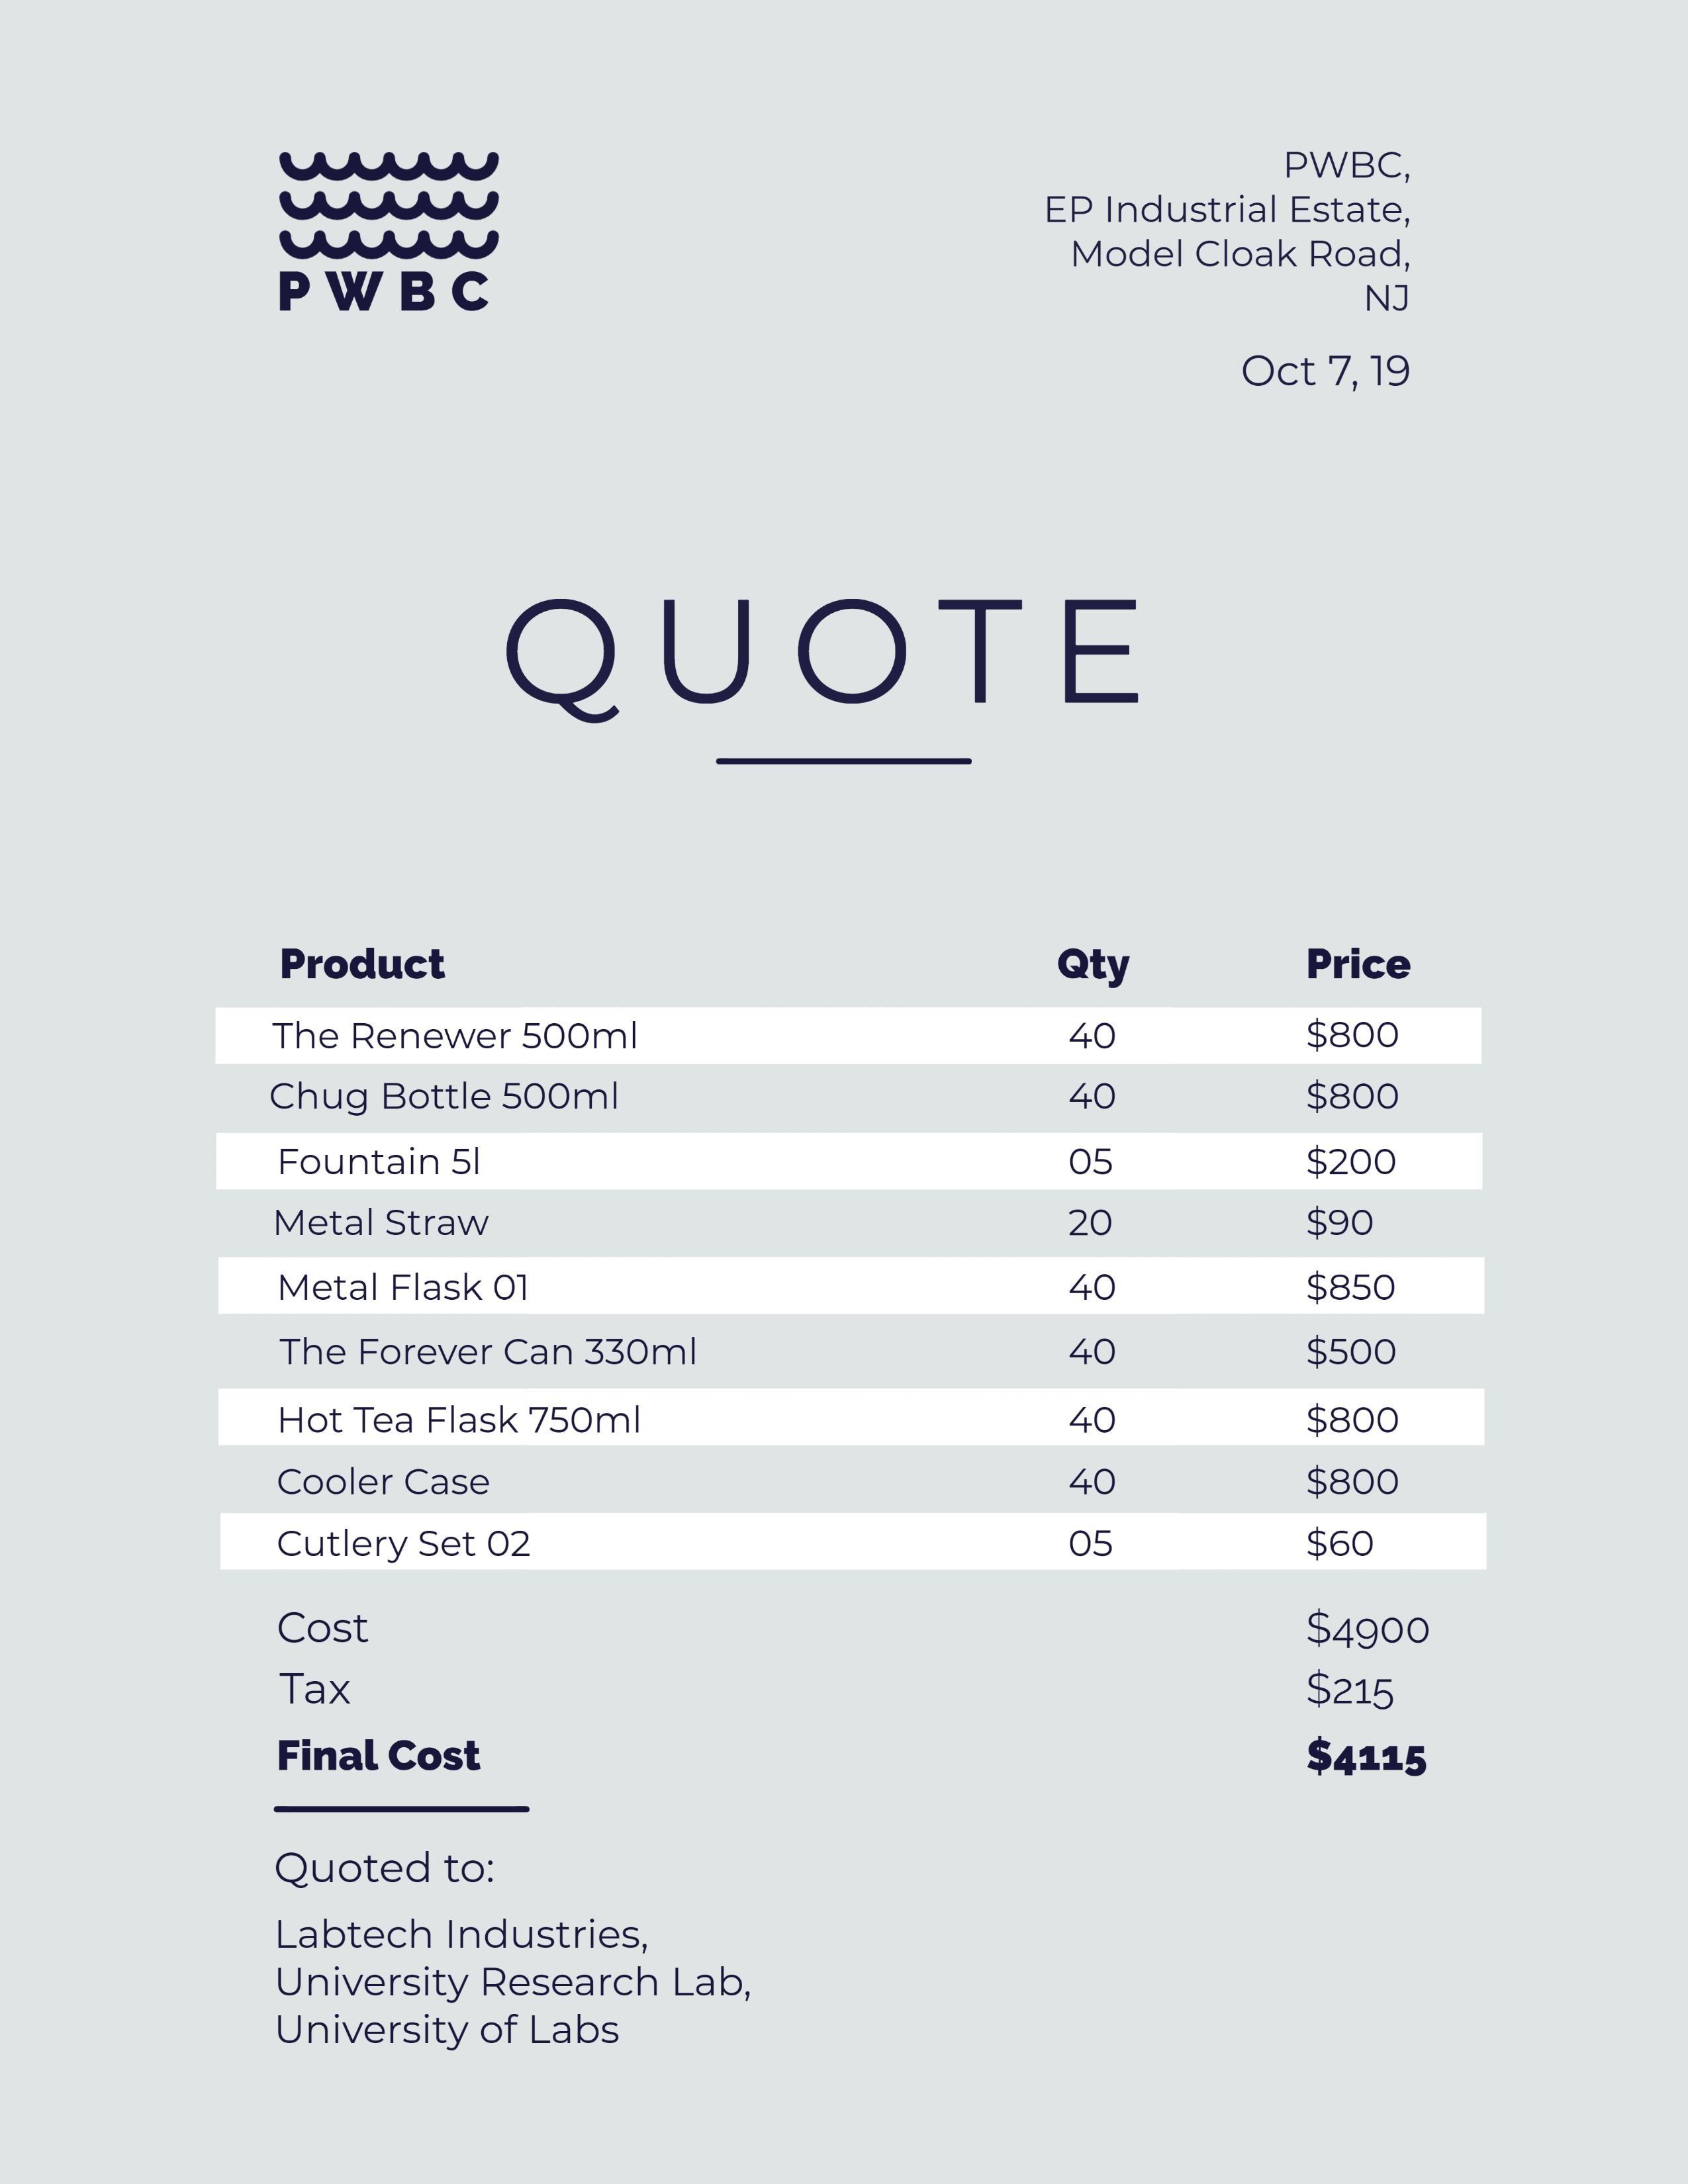 PWBC
PWBC,
EP Industrial Estate,
Model Cloak Road,
NJ
Oct 7, 19
QUOTE
Product Qty Price
The Renewer 500ml 40 $800
Chug Bottle 500ml 40 $800
Fountain 5l 05 $200
Metal Straw 20 $90
Metal Flask 01 40 $850
The Forever Can 330ml 40 $500
Hot Tea Flask 750ml 40 $800
Cooler Case 40 $800
Cutlery Set 02 05 $60
Cost $4900
Tax $215
Final Cost $4115
Quoted to:
Labtech Industries,
University Research Lab,
University of Labs